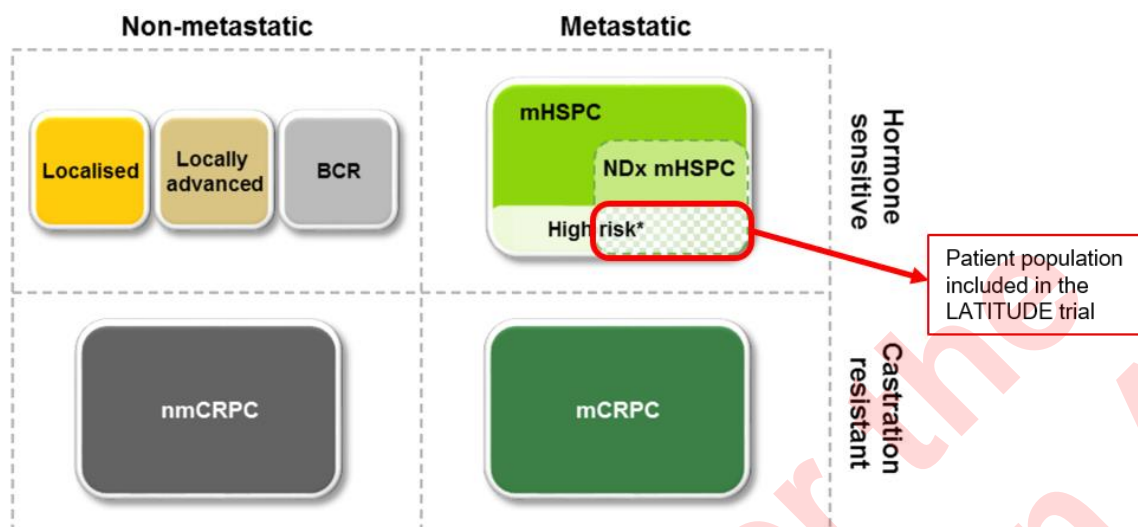 Non-metastatic
Metastatic
Localised
Locally
advanced
BCR
mHSPC
NDx mHSPC
High risk*
Hormone
sensitive
Patient population
included in the
LATITUDE trial
nmCRPC
mCRPC
Castration
resistant
r the